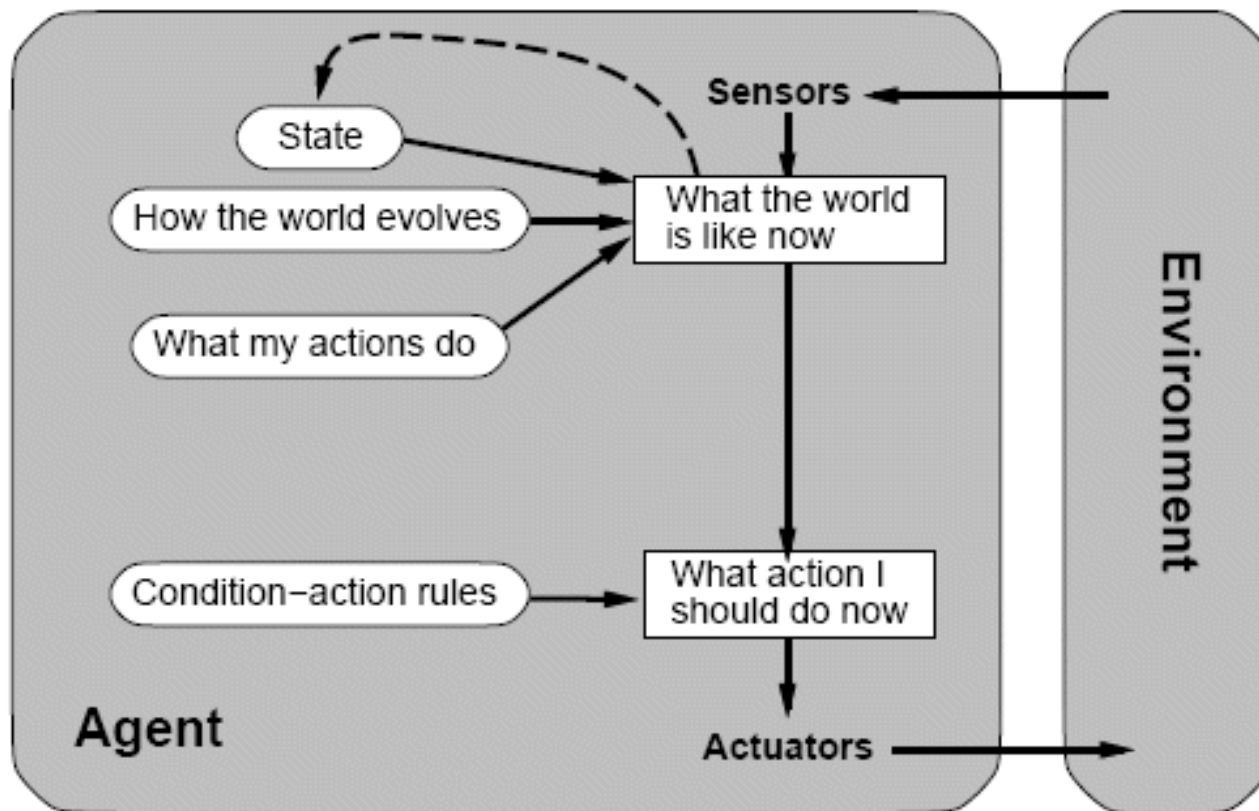 Sensors
State
What the world
is like now
How the world evolves
What my actions do
Environment
Condition−action rules
What action I
should do now
Agent
Actuators